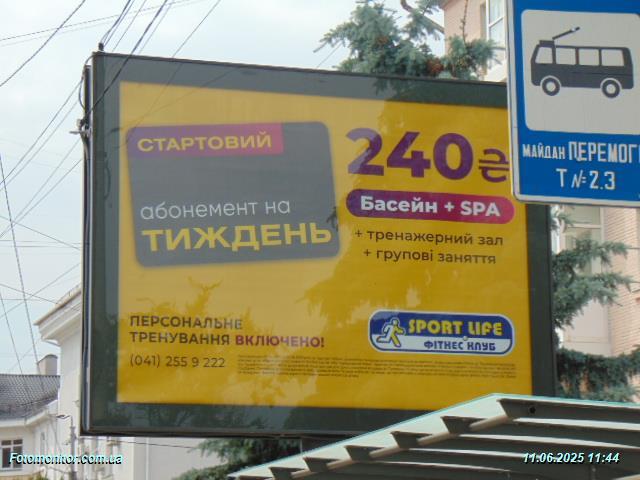 СТАРТОВИЙ
абонемент на
ТИЖДЕНЬ
240₴
Басейн + SPA
+ тренажерний зал
+ групові заняття
ПЕРСОНАЛЬНЕ
ТРЕНУВАННЯ ВКЛЮЧЕНО!
(041) 255 9 222
SPORT LIFE
ФІТНЕС КЛУБ
МАЙДАН ПЕРЕМОГ
Т № 2.3
Fotomonitor.com.ua
11.06.2025 11:44